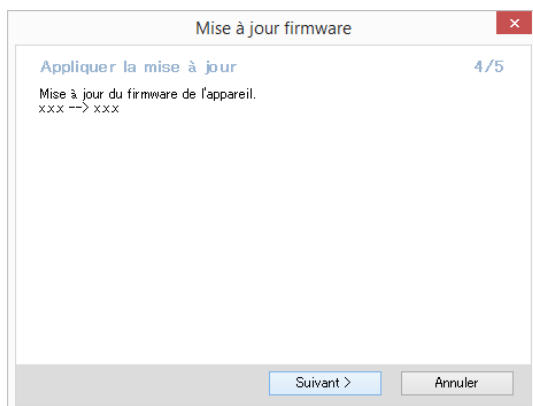 Mise à jour firmware
×
Appliquer la mise à jour 4/5
Mise à jour du firmware de l'appareil.
xxx --> xxx
Suivant > Annuler